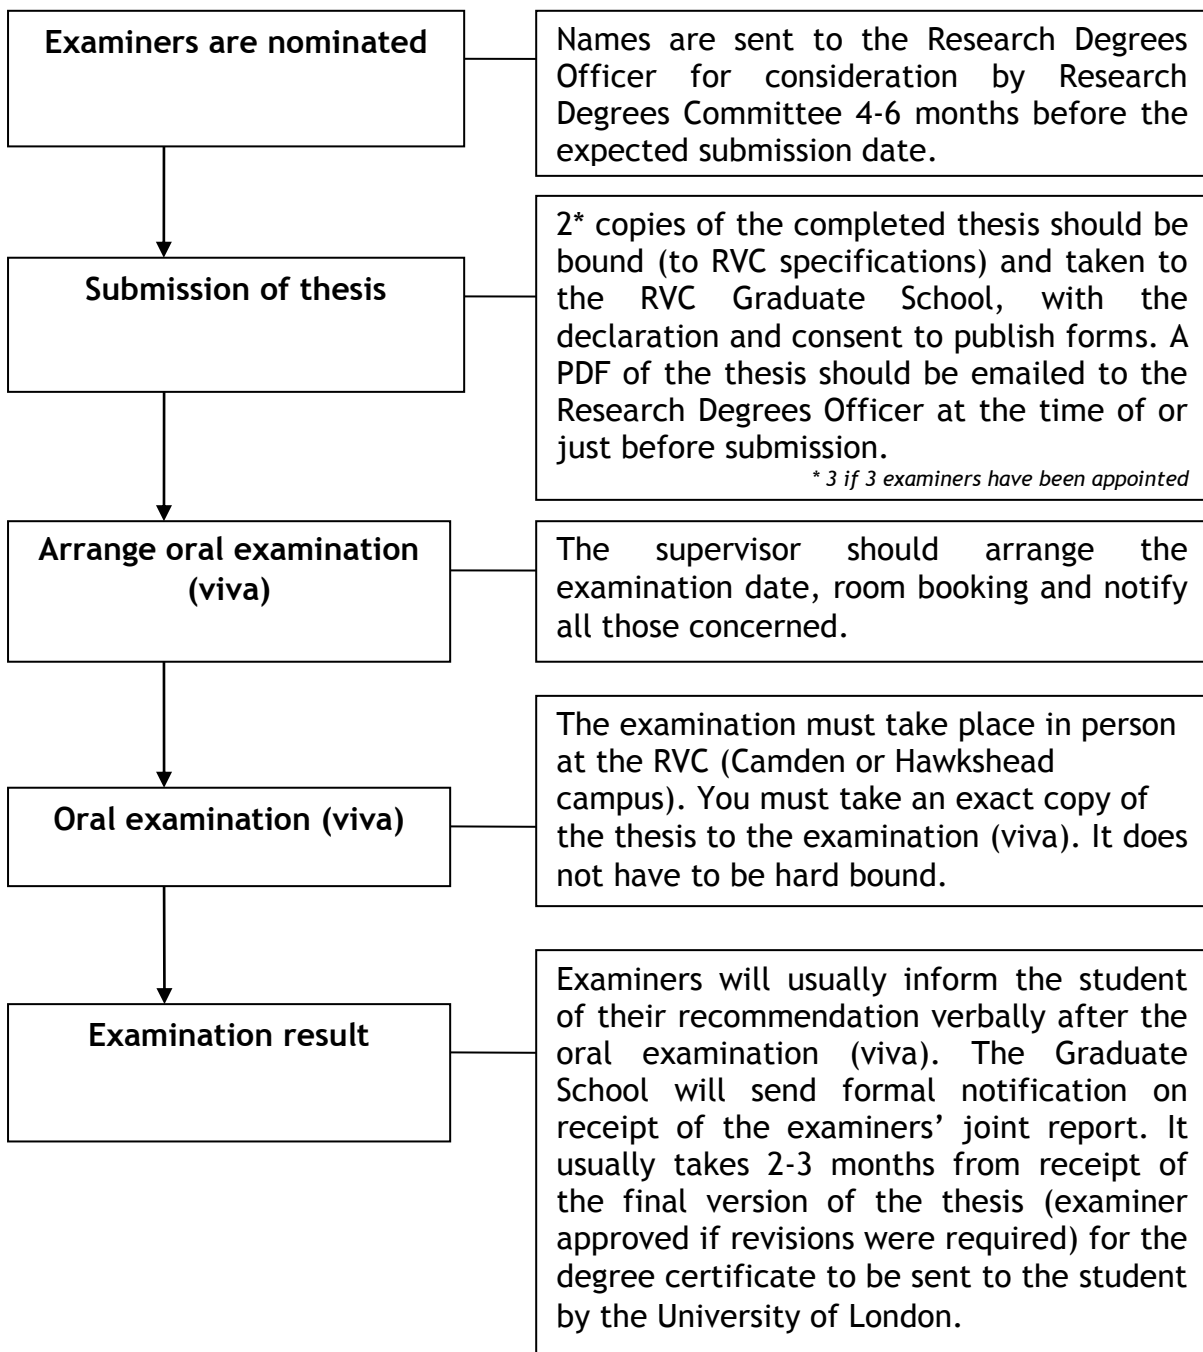 Examiners are nominated
Names are sent to the Research Degrees
Officer for consideration by Research
Degrees Committee 4-6 months before the
expected submission date.
Submission of thesis
2* copies of the completed thesis should be
bound (to RVC specifications) and taken to
the RVC Graduate School, with the
declaration and consent to publish forms. A
PDF of the thesis should be emailed to the
Research Degrees Officer at the time of or
just before submission.
* 3 if 3 examiners have been appointed
Arrange oral examination
(viva)
The supervisor should arrange the
examination date, room booking and notify
all those concerned.
Oral examination (viva)
The examination must take place in person
at the RVC (Camden or Hawkshead
campus). You must take an exact copy of
the thesis to the examination (viva). It does
not have to be hard bound.
Examination result
Examiners will usually inform the student
of their recommendation verbally after the
oral examination (viva). The Graduate
School will send formal notification on
receipt of the examiners’ joint report. It
usually takes 2-3 months from receipt of
the final version of the thesis (examiner
approved if revisions were required) for the
degree certificate to be sent to the student
by the University of London.